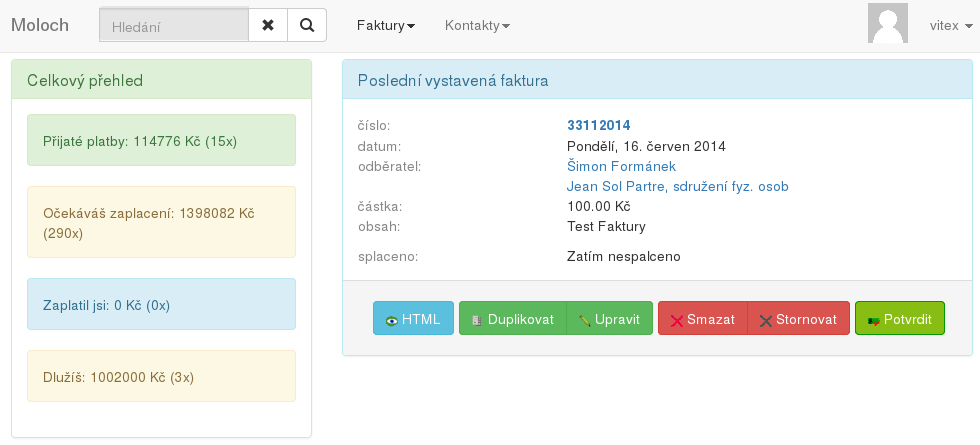 Moloch
Hledání
Faktury
Kontakty
vitex
Celkový přehled
Přijaté platby: 114776 Kč (15x)
Očekáváš zaplacení: 1398082 Kč
(290x)
Zaplatil jsi: 0 Kč (0x)
Dlužíš: 1002000 Kč (3x)
Poslední vystavená faktura
číslo: 33112014
datum: Pondělí, 16. červen 2014
odběratel: Šimon Formánek
Jean Sol Partre, sdružení fyz. osob
částka: 100.00 Kč
obsah: Test Faktury
splaceno: Zatím nespalceno
HTML Duplikovat Upravit Smazat Stornovat Potvrdit